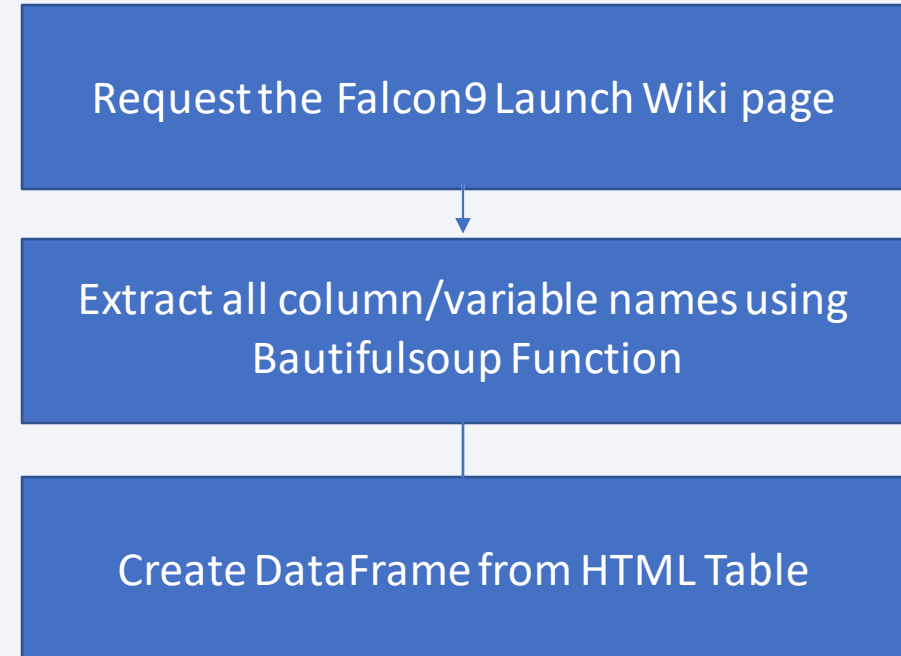 Request the Falcon9 Launch Wiki page
Extract all column/variable names using
Bautifulsoup Function
Create DataFrame from HTML Table